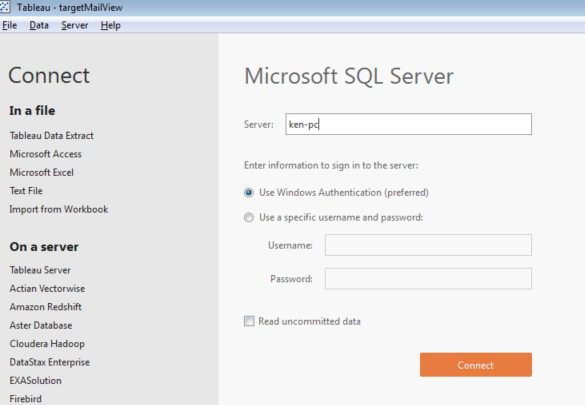 Tableau - targetMailView
File Data Server Help
Connect
In a file
Tableau Data Extract
Microsoft Access
Microsoft Excel
Text File
Import from Workbook
On a server
Tableau Server
Actian Vectorwise
Amazon Redshift
Aster Database
Cloudera Hadoop
DataStax Enterprise
EXASolution
Firebird
Microsoft SQL Server
Server: ken-pc
Enter information to sign in to the server:
Use Windows Authentication (preferred)
Use a specific username and password:
Username:
Password:
Read uncommitted data
Connect